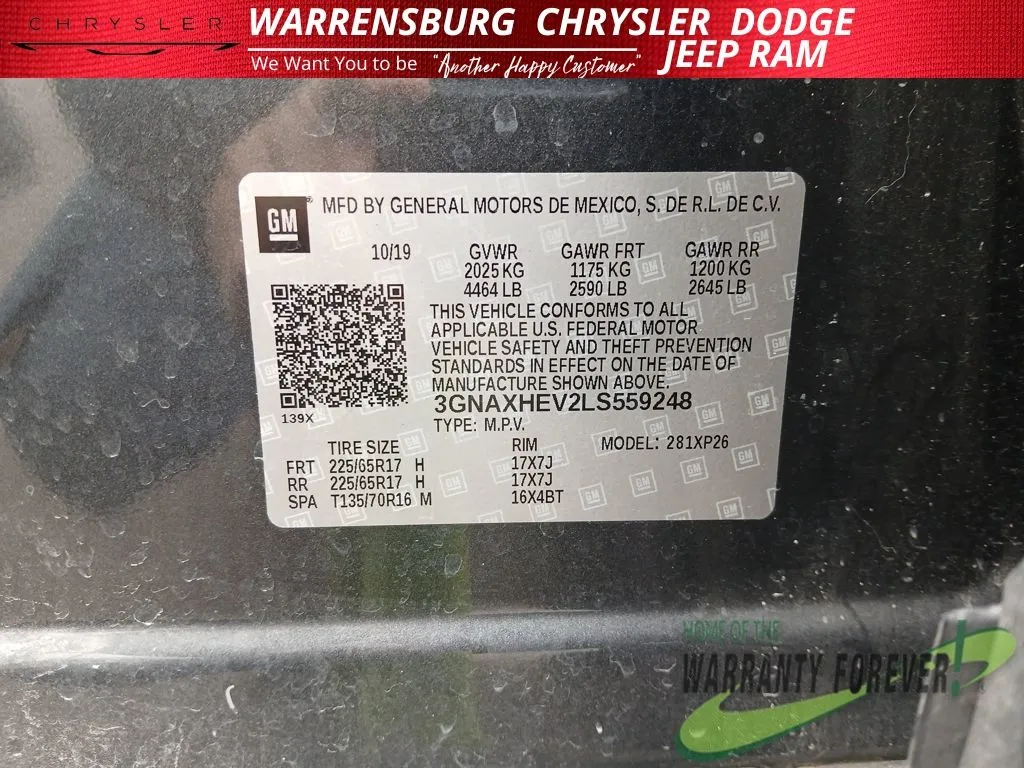 CHRYSLER
WARRENSBURG CHRYSLER DODGE
JEEP RAM
We Want You to be "Another Happy Customer"
GM
MFD BY GENERAL MOTORS DE MEXICO, S. DE R.L. DE C.V.
10/19 GVWR GAWR FRT GAWR RR
2025 KG 1175 KG 1200 KG
4464 LB 2590 LB 2645 LB
THIS VEHICLE CONFORMS TO ALL
APPLICABLE U.S. FEDERAL MOTOR
VEHICLE SAFETY AND THEFT PREVENTION
STANDARDS IN EFFECT ON THE DATE OF
MANUFACTURE SHOWN ABOVE.
3GNAXHEV2LS559248
139X
TYPE: M.P.V.
TIRE SIZE RIM MODEL: 281XP26
FRT 225/65R17 H 17X7J
RR 225/65R17 H 17X7J
SPA T135/70R16 M 16X4BT
HOME OF THE
WARRANTY FOREVER!